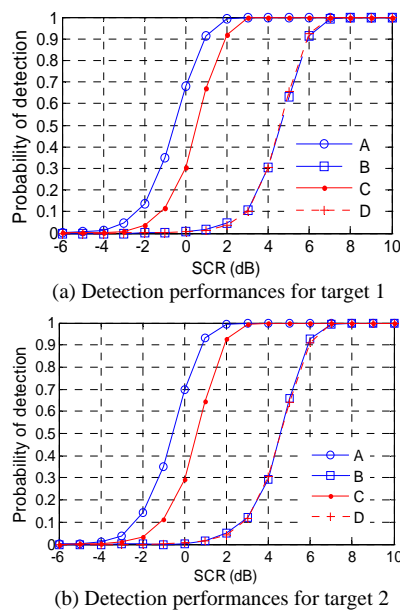 1
0.9
0.8
0.7
0.6
0.5
0.4
0.3
0.2
0.1
0
Probability of detection
A
B
C
D
-6 -4 -2 0 2 4 6 8 10
SCR (dB)
(a) Detection performances for target 1
1
0.9
0.8
0.7
0.6
0.5
0.4
0.3
0.2
0.1
0
Probability of detection
A
B
C
D
-6 -4 -2 0 2 4 6 8 10
SCR (dB)
(b) Detection performances for target 2